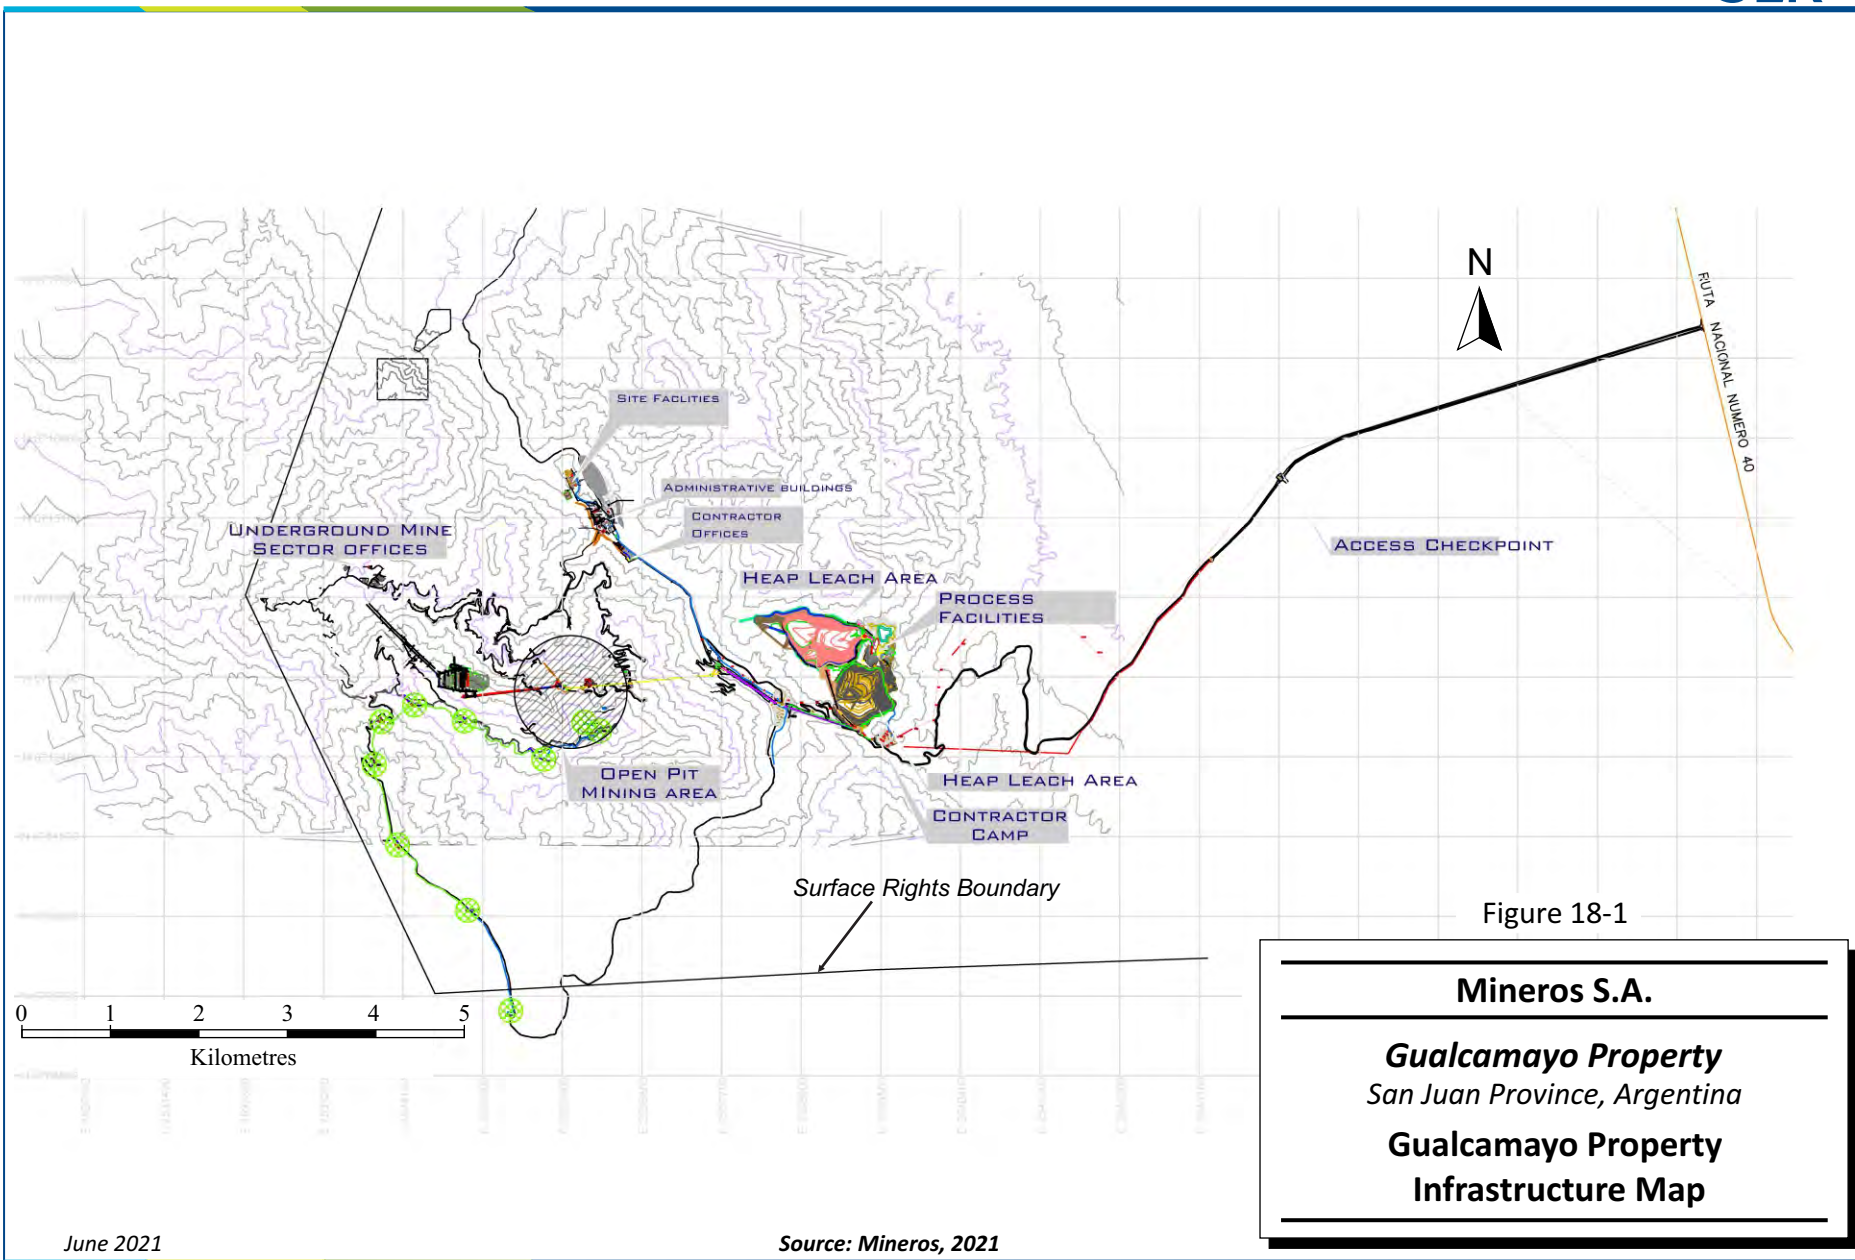 N
RUTA NACIONAL NUMERO 40
SITE FACLITIES
ADMINISTRATIVE BUILDINGS
CONTRACTOR
OFFICES
UNDERGROUND MINE
SECTOR OFFICES
ACCESS CHECKPOINT
HEAP LEACH AREA
PROCESS
FACILITIES
OPEN PIT
MINING AREA
HEAP LEACH AREA
CONTRACTOR
CAMP
Surface Rights Boundary
Figure 18-1
0 1 2 3 4 5
Kilometres
Mineros S.A.
Gualcamayo Property
San Juan Province, Argentina
Gualcamayo Property
Infrastructure Map
June 2021
Source: Mineros, 2021